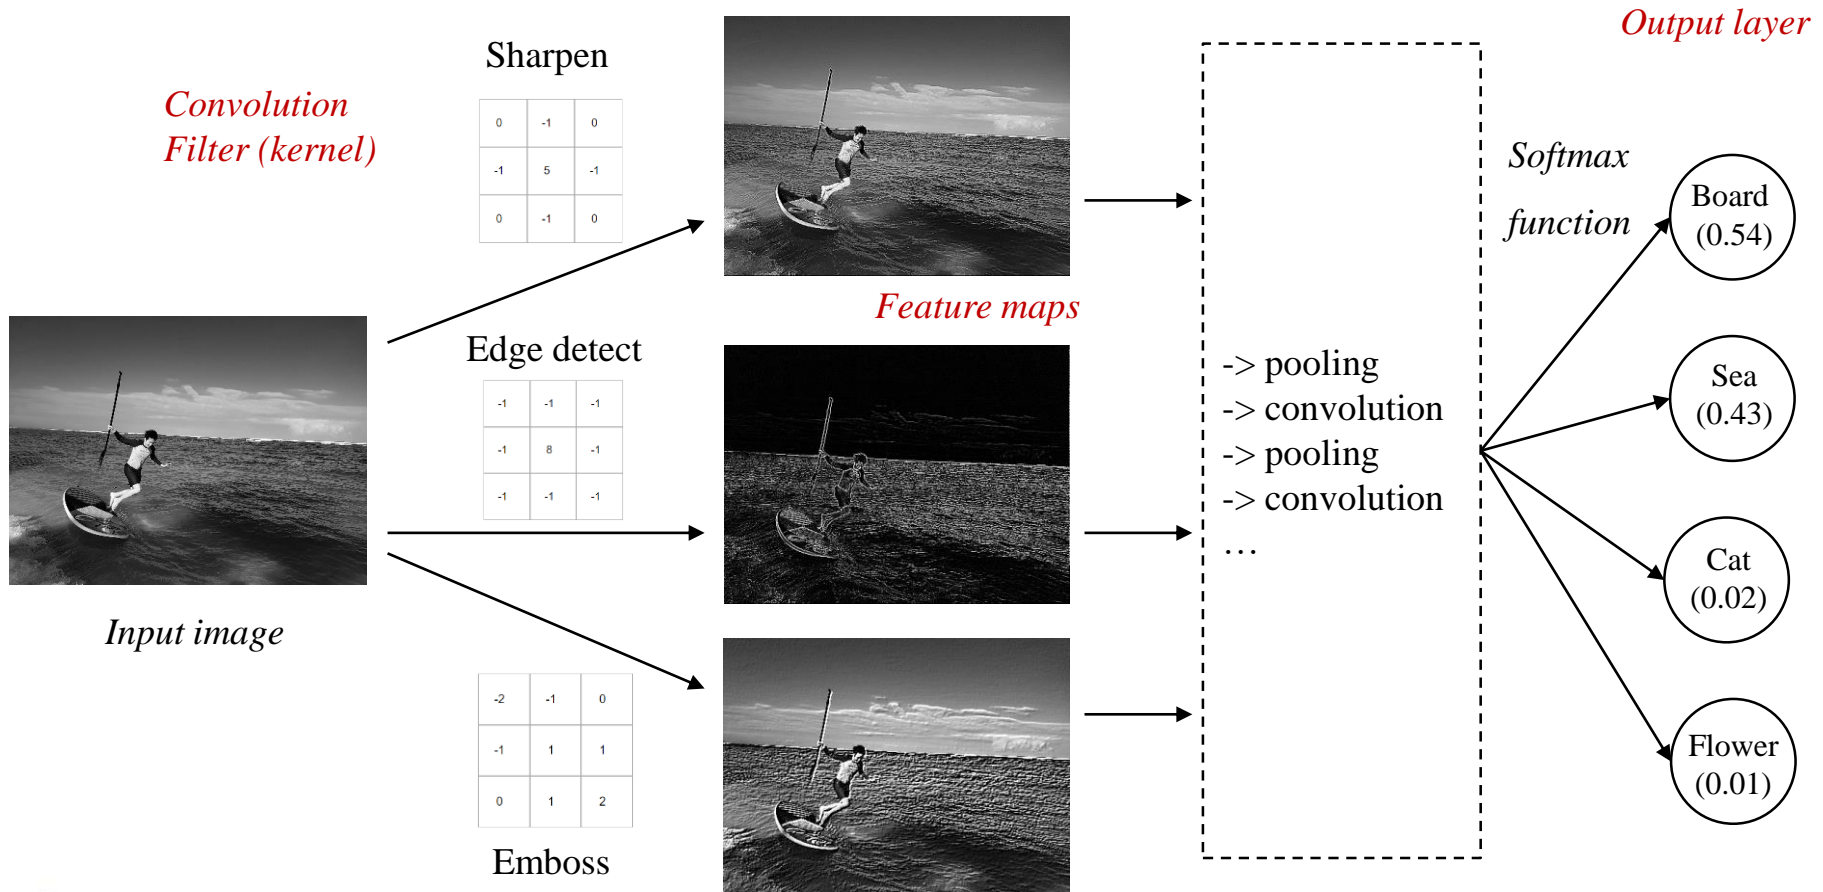 Output layer
Sharpen
Convolution
Filter (kernel)
0 -1 0
-1 5 -1
0 -1 0
Softmax
function
Board
(0.54)
Feature maps
Edge detect
-1 -1 -1
-1 8 -1
-1 -1 -1
-> pooling
-> convolution
-> pooling
-> convolution
…
Sea
(0.43)
Cat
(0.02)
Input image
-2 -1 0
-1 1 1
0 1 2
Emboss
Flower
(0.01)